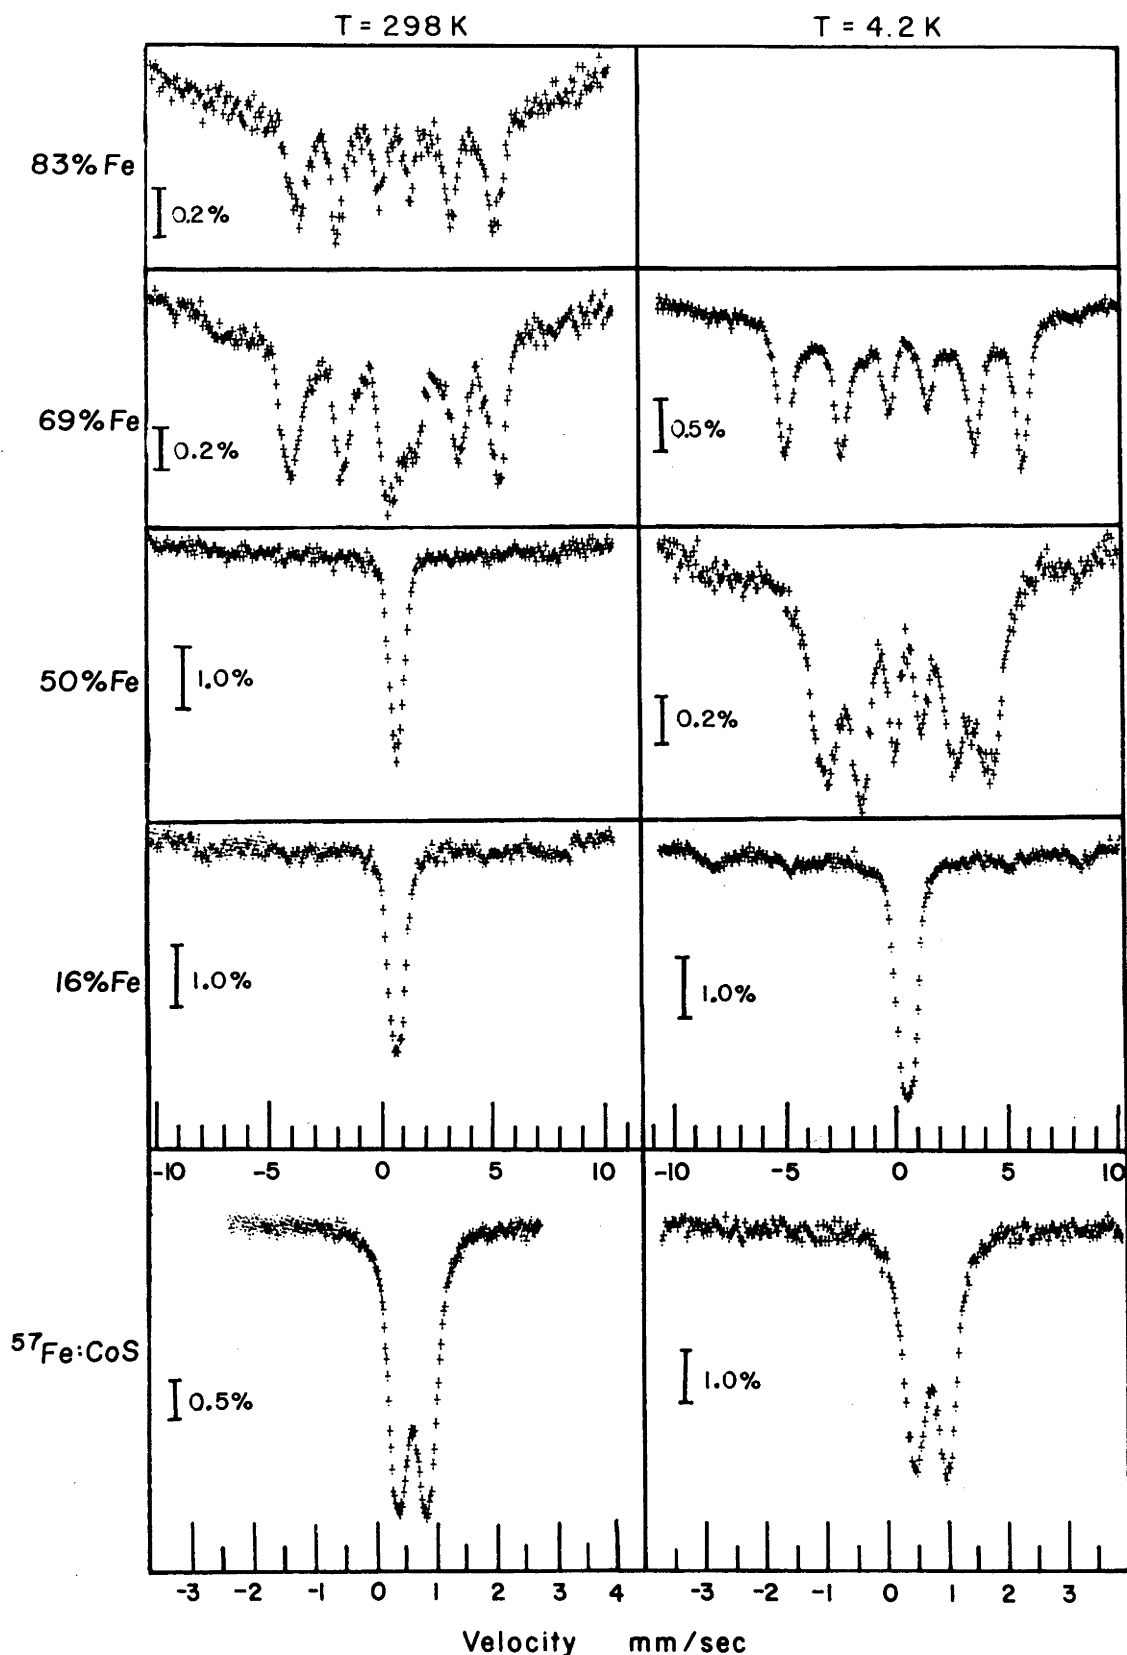 T = 298 K T = 4.2 K
83% Fe 0.2%
69% Fe 0.2% 0.5%
50% Fe 1.0% 0.2%
16% Fe 1.0% 1.0%
-10 -5 0 5 10 -10 -5 0 5 10
57Fe:CoS 0.5% 1.0%
-3 -2 -1 0 1 2 3 4 -3 -2 -1 0 1 2 3
Velocity mm/sec